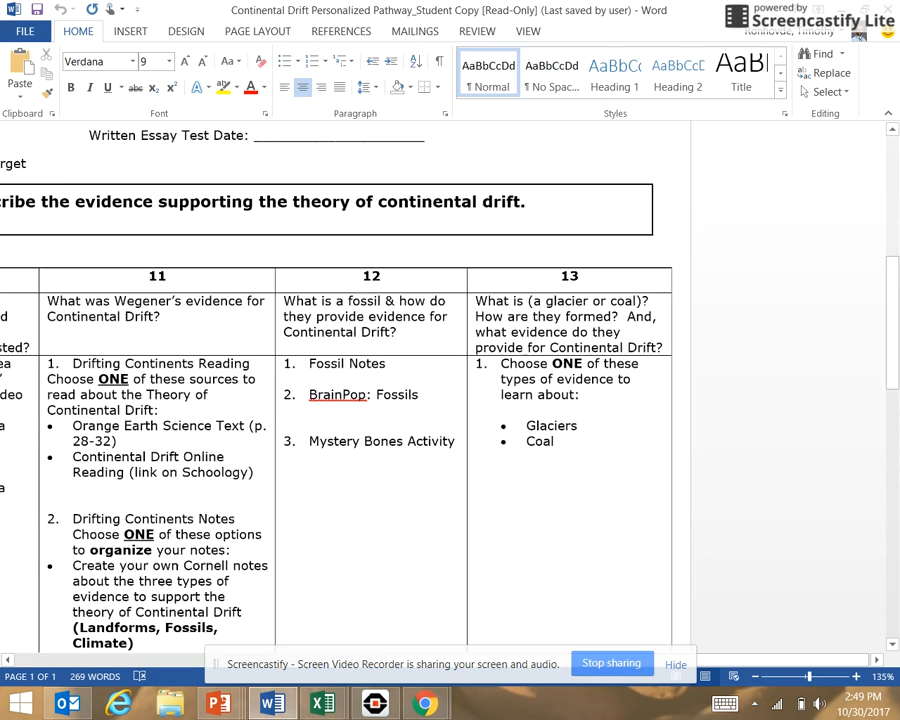 Continental Drift Personalized Pathway_Student Copy [Read-Only] (Last saved by user) - Word
powered by
Screencastify Lite
FILE HOME INSERT DESIGN PAGE LAYOUT REFERENCES MAILINGS REVIEW VIEW
Verdana 9 Aa
AaBbCcDd AaBbCcDd AaBbCc AaBbCcC AaBl
Find
Paste
Replace
B I U abc x₂ x² A A
¶ Normal ¶ No Spac... Heading 1 Heading 2 Title
Select
Clipboard Font Paragraph Styles Editing
Written Essay Test Date: ____________________
rget
cribe the evidence supporting the theory of continental drift.
11 12 13
What was Wegener's evidence for
Continental Drift?
What is a fossil & how do
they provide evidence for
Continental Drift?
What is (a glacier or coal)?
How are they formed? And,
what evidence do they
provide for Continental Drift?
d
sted?
ea
deo
a
a
1. Drifting Continents Reading
Choose ONE of these sources to
read about the Theory of
Continental Drift:
• Orange Earth Science Text (p.
28-32)
• Continental Drift Online
Reading (link on Schoology)
2. Drifting Continents Notes
Choose ONE of these options
to organize your notes:
• Create your own Cornell notes
about the three types of
evidence to support the
theory of Continental Drift
(Landforms, Fossils,
Climate)
1. Fossil Notes
2. BrainPop: Fossils
3. Mystery Bones Activity
1. Choose ONE of these
types of evidence to
learn about:
• Glaciers
• Coal
Screencastify - Screen Video Recorder is sharing your screen and audio.
Stop sharing
Hide
PAGE 1 OF 1 269 WORDS 135%
2:49 PM
10/30/2017